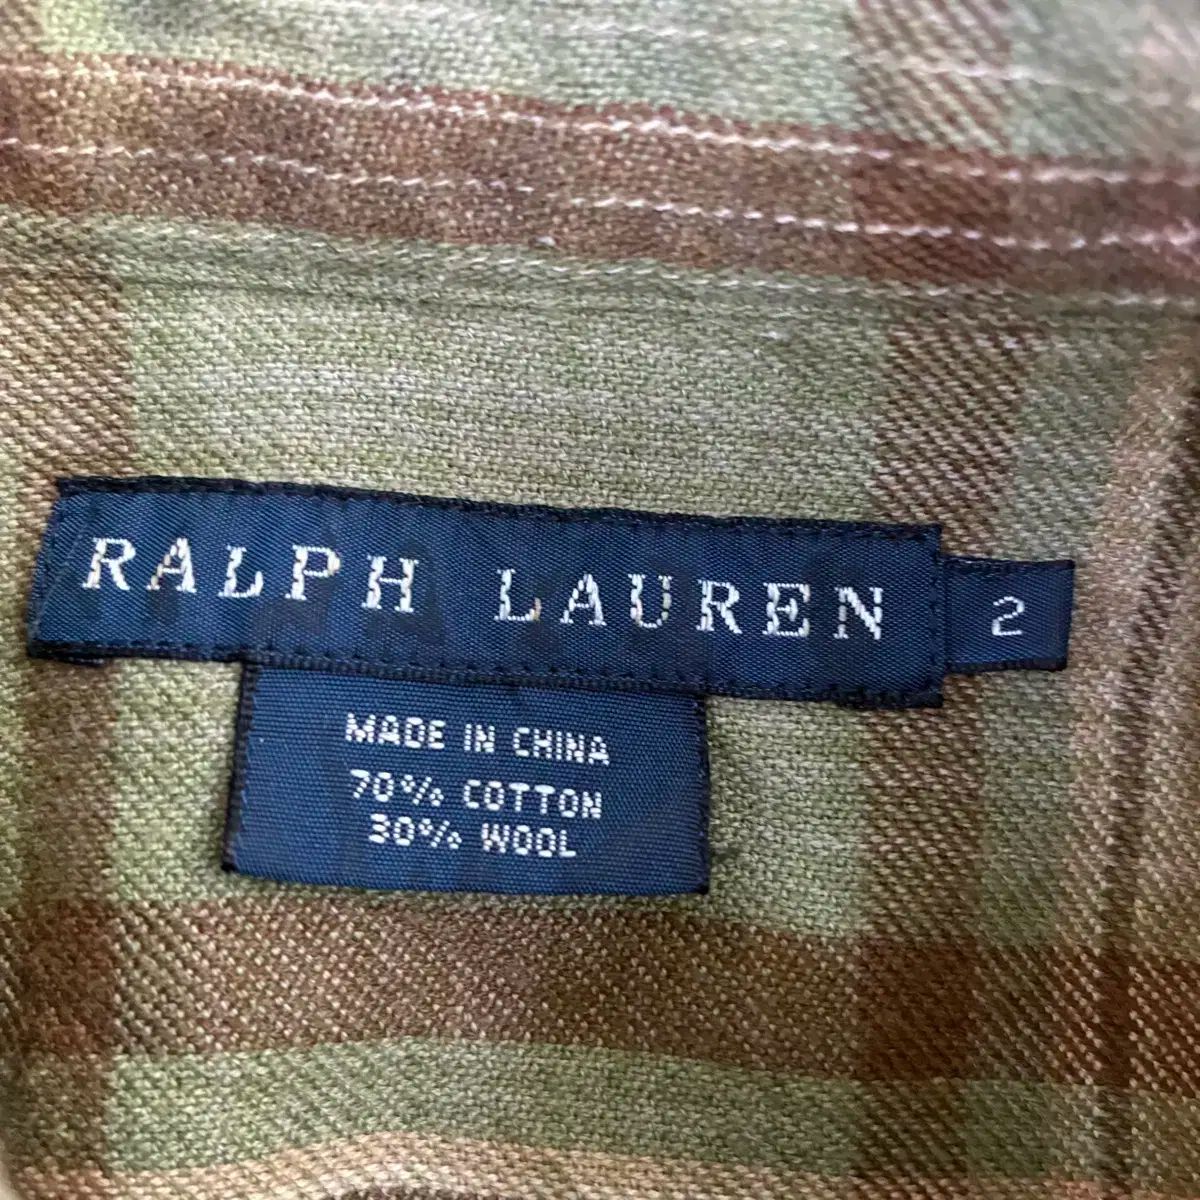 RALPH LAUREN
2
MADE IN CHINA
70% COTTON
30% WOOL